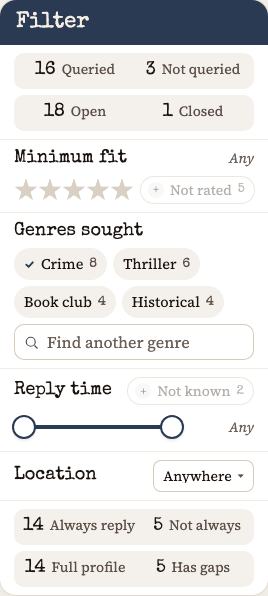 Filter
16 Queried 3 Not queried
18 Open 1 Closed
Minimum fit Any
+ Not rated 5
Genres sought
✓ Crime 8 Thriller 6
Book club 4 Historical 4
Find another genre
Reply time + Not known 2
Any
Location Anywhere
14 Always reply 5 Not always
14 Full profile 5 Has gaps